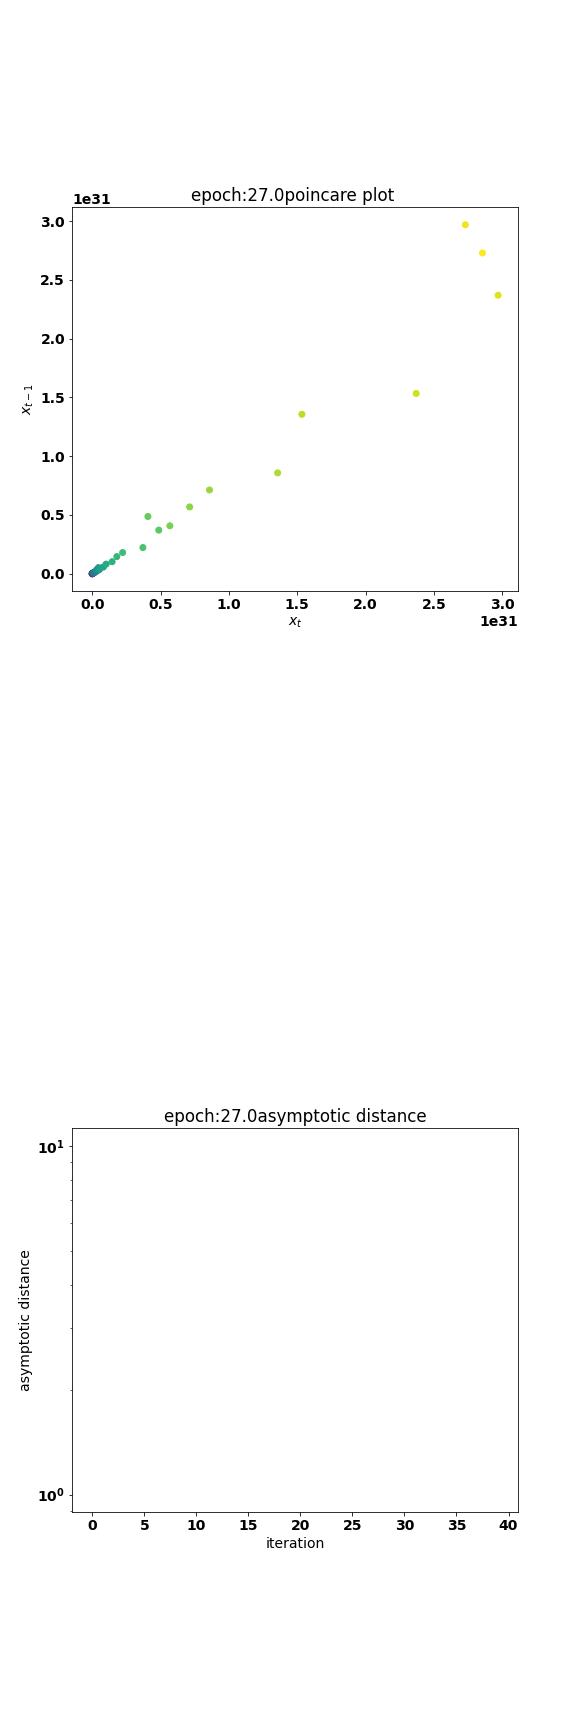 epoch:27.0poincare plot
1e31
3.0
2.5
2.0
1.5
1.0
0.5
0.0
x_{t-1}
0.0 0.5 1.0 1.5 2.0 2.5 3.0
x_t 1e31
epoch:27.0asymptotic distance
10^1
asymptotic distance
10^0
0 5 10 15 20 25 30 35 40
iteration